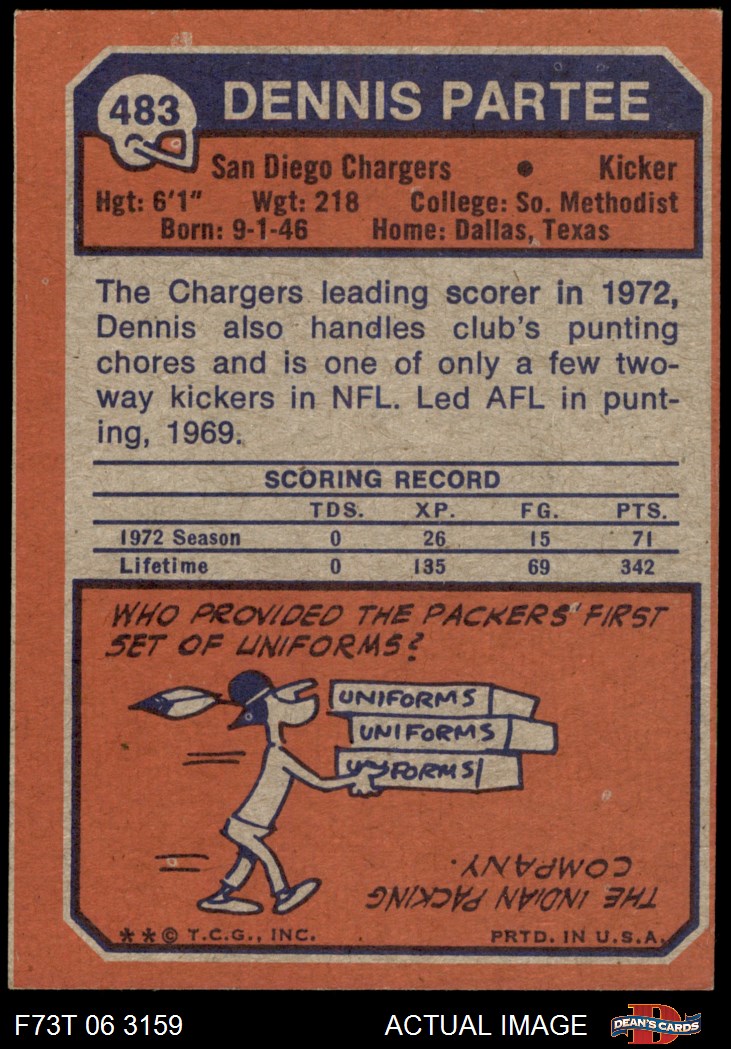 483
DENNIS PARTEE
San Diego Chargers • Kicker
Hgt: 6'1" Wgt: 218 College: So. Methodist
Born: 9-1-46 Home: Dallas, Texas
The Chargers leading scorer in 1972,
Dennis also handles club's punting
chores and is one of only a few two-
way kickers in NFL. Led AFL in punt-
ing, 1969.
SCORING RECORD
TDS. XP. FG. PTS.
1972 Season 0 26 15 71
Lifetime 0 135 69 342
WHO PROVIDED THE PACKERS' FIRST
SET OF UNIFORMS?
UNIFORMS
UNIFORMS
UNIFORMS
THE INDIAN PACKING
COMPANY.
**© T.C.G., INC. PRTD. IN U.S.A.
F73T 06 3159 ACTUAL IMAGE
D
DEAN'S CARDS